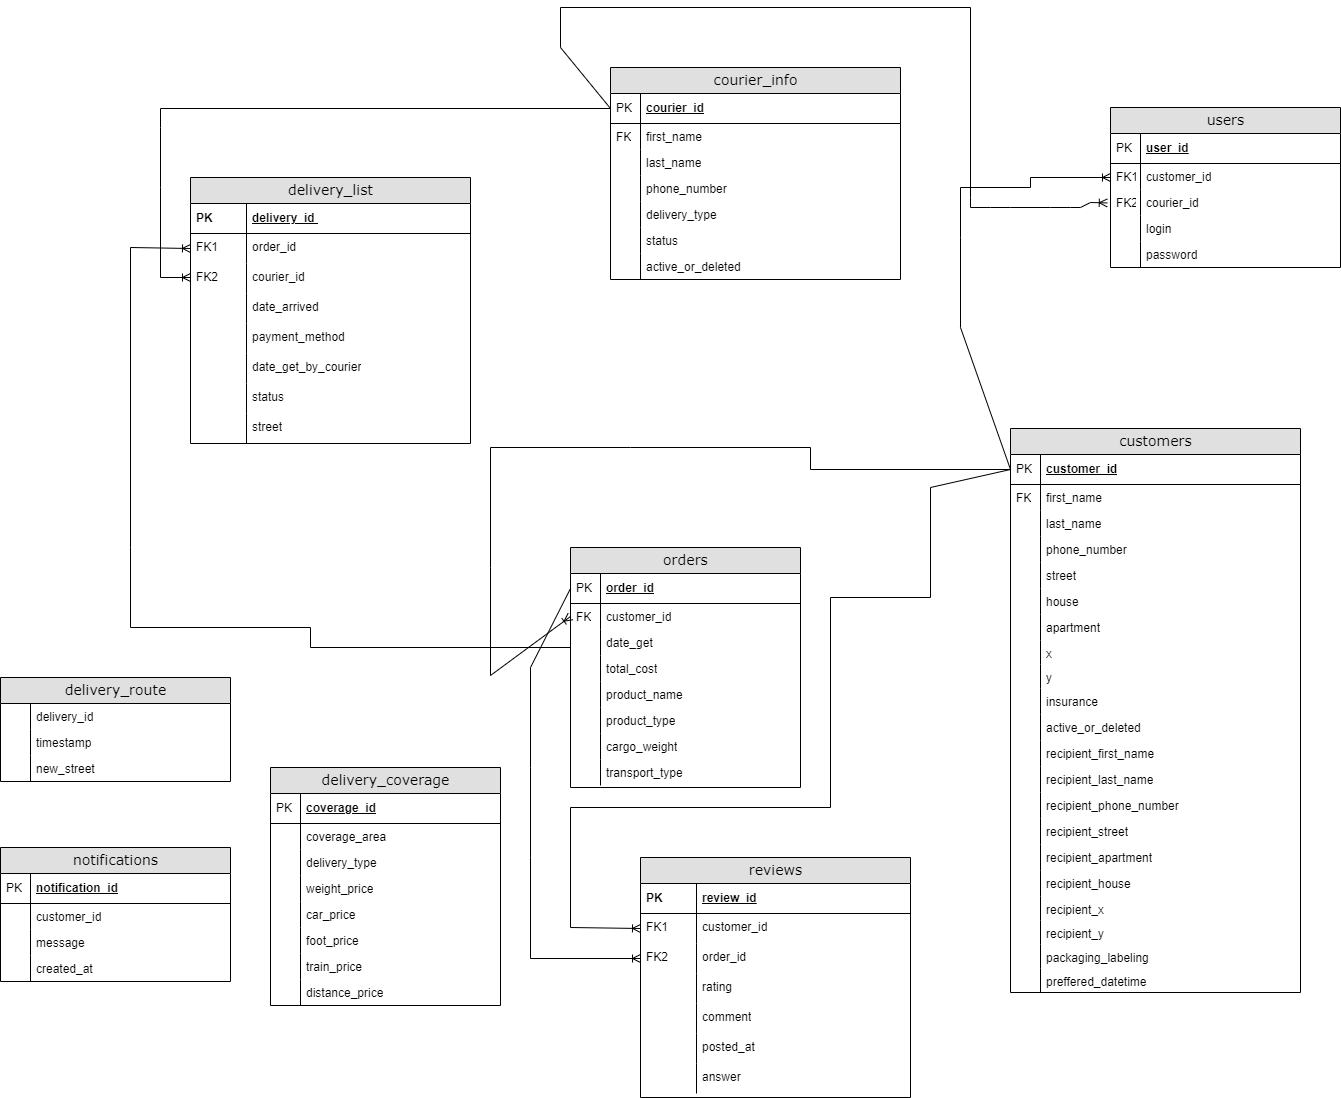 courier_info
PK courier_id
FK first_name
last_name
phone_number
delivery_type
status
active_or_deleted
users
PK user_id
FK1 customer_id
FK2 courier_id
login
password
delivery_list
PK delivery_id
FK1 order_id
FK2 courier_id
date_arrived
payment_method
date_get_by_courier
status
street
customers
PK customer_id
FK first_name
last_name
phone_number
street
house
apartment
x
y
insurance
active_or_deleted
recipient_first_name
recipient_last_name
recipient_phone_number
recipient_street
recipient_apartment
recipient_house
recipient_x
recipient_y
packaging_labeling
preffered_datetime
orders
PK order_id
FK customer_id
date_get
total_cost
product_name
product_type
cargo_weight
transport_type
delivery_route
delivery_id
timestamp
new_street
delivery_coverage
PK coverage_id
coverage_area
delivery_type
weight_price
car_price
foot_price
train_price
distance_price
notifications
PK notification_id
customer_id
message
created_at
reviews
PK review_id
FK1 customer_id
FK2 order_id
rating
comment
posted_at
answer